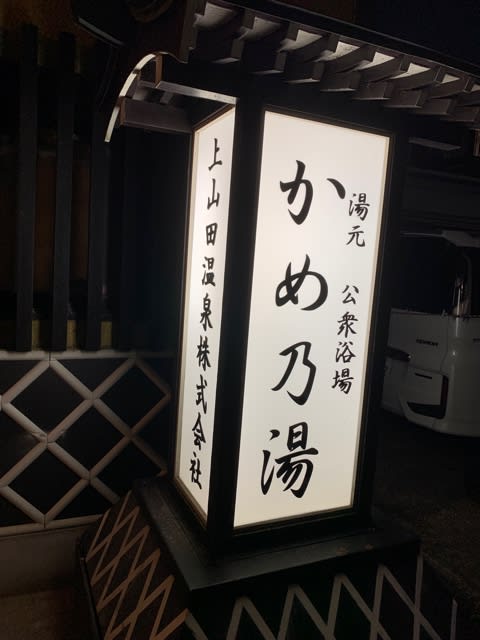 湯元 公衆浴場
かめ乃湯
上山田温泉株式会社